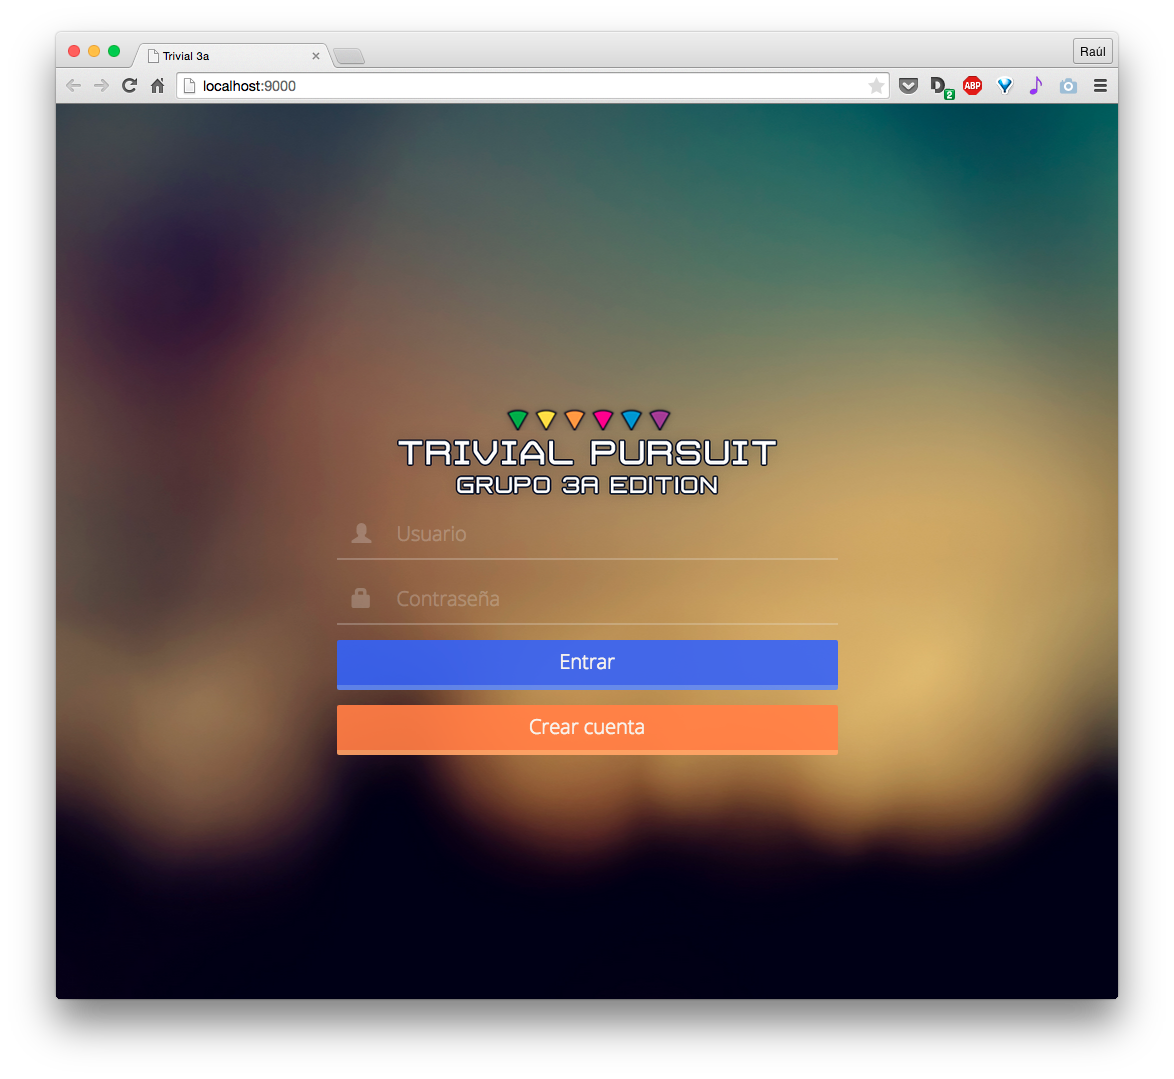 Trivial 3a
Raúl
localhost:9000
D
2
ABP
TRIVIAL PURSUIT
GRUPO 3A EDITION
Usuario
Contraseña
Entrar
Crear cuenta